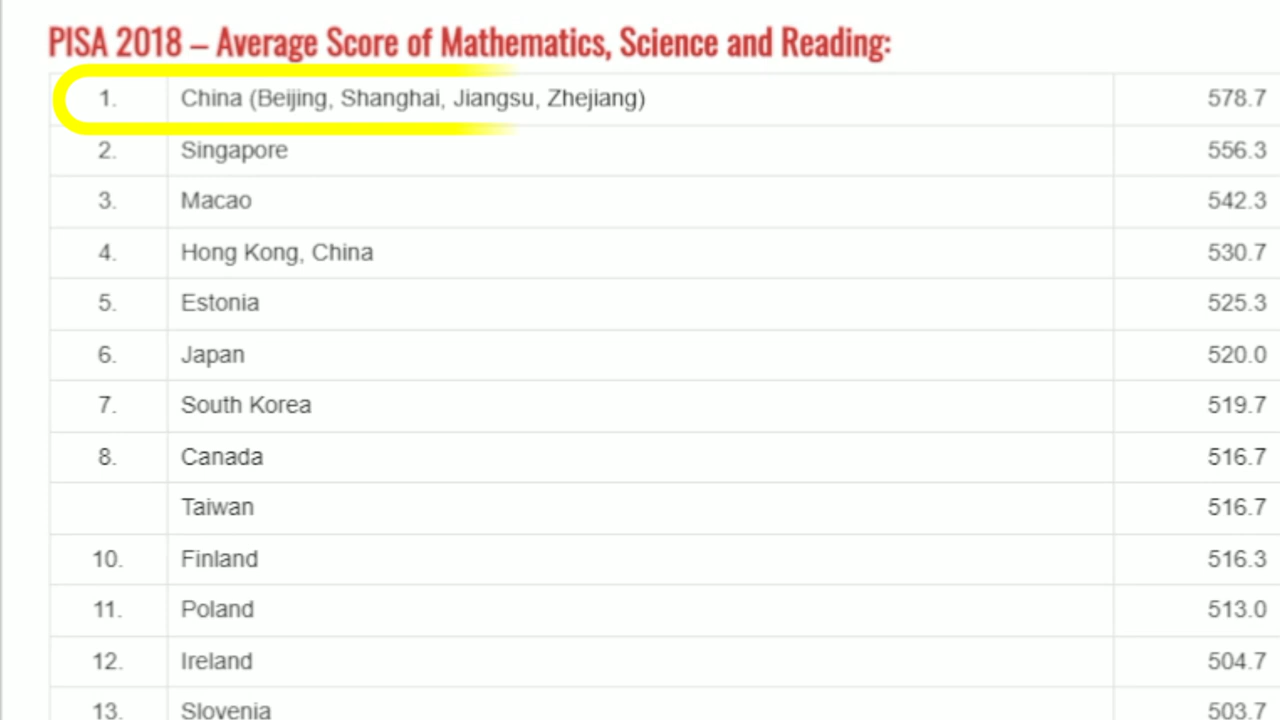 PISA 2018 – Average Score of Mathematics, Science and Reading:
1. China (Beijing, Shanghai, Jiangsu, Zhejiang) 578.7
2. Singapore 556.3
3. Macao 542.3
4. Hong Kong, China 530.7
5. Estonia 525.3
6. Japan 520.0
7. South Korea 519.7
8. Canada 516.7
Taiwan 516.7
10. Finland 516.3
11. Poland 513.0
12. Ireland 504.7
13. Slovenia 503.7